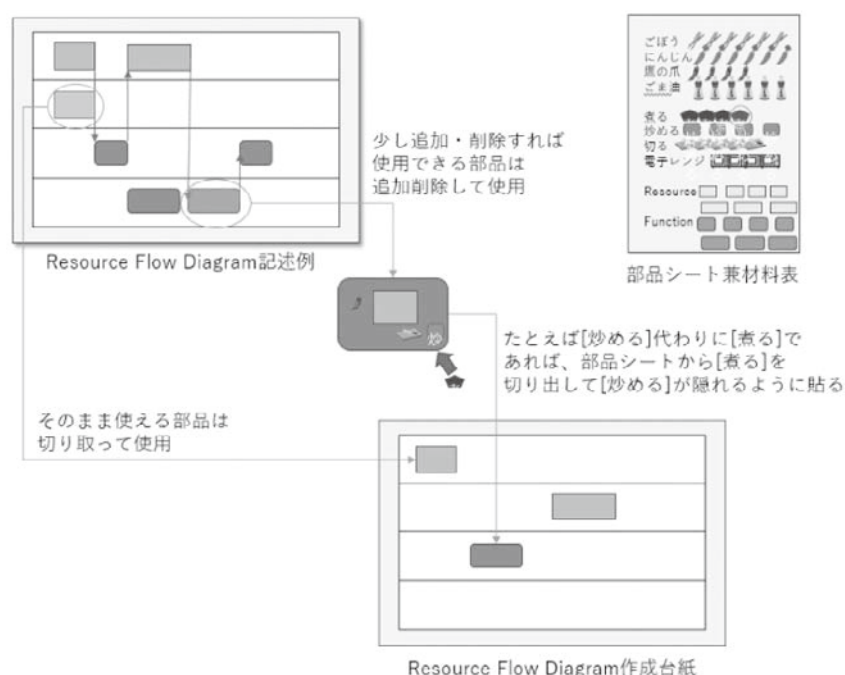 Resource Flow Diagram記述例
少し追加・削除すれば
使用できる部品は
追加削除して使用
ごぼう
にんじん
鷹の爪
ごま油
煮る
炒める
切る
電子レンジ
Resource
Function
部品シート兼材料表
炒
たとえば[炒める]代わりに[煮る]で
あれば、部品シートから[煮る]を
切り出して[炒める]が隠れるように貼る
そのまま使える部品は
切り取って使用
Resource Flow Diagram作成台紙